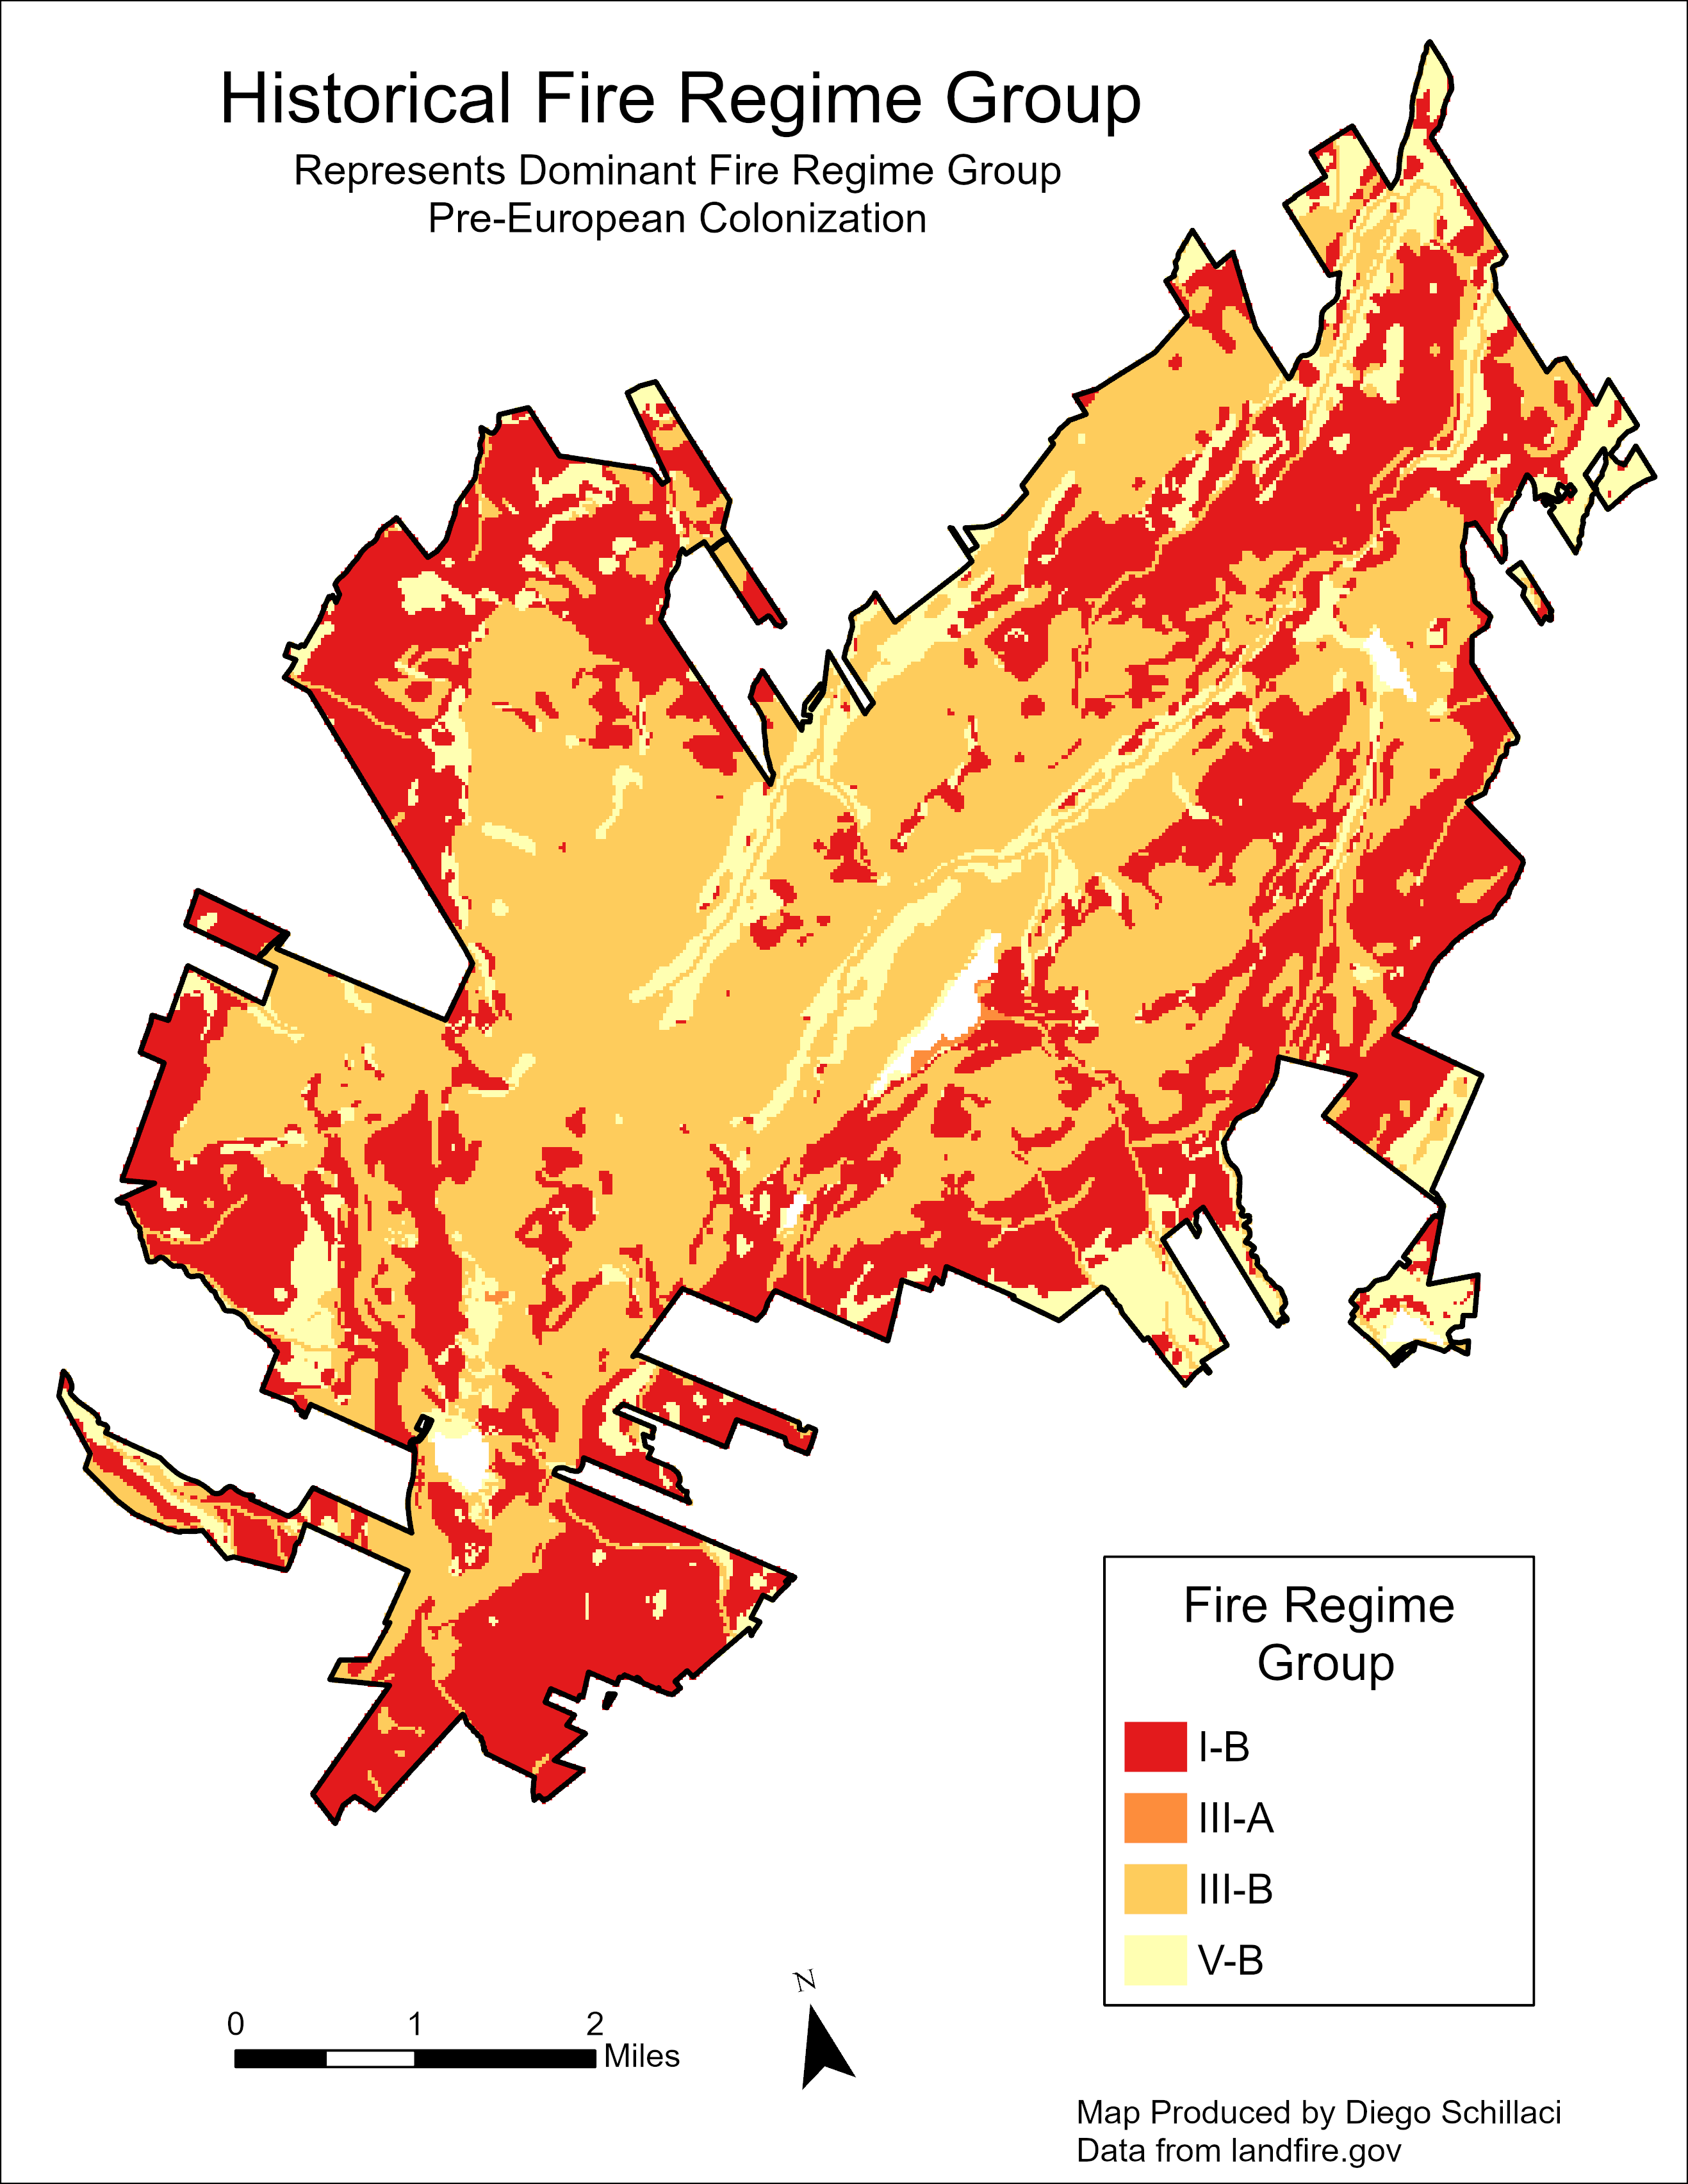 Historical Fire Regime Group
Represents Dominant Fire Regime Group
Pre-European Colonization
Fire Regime
Group
I-B
III-A
III-B
V-B
0 1 2
Miles
N
Map Produced by Diego Schillaci
Data from landfire.gov